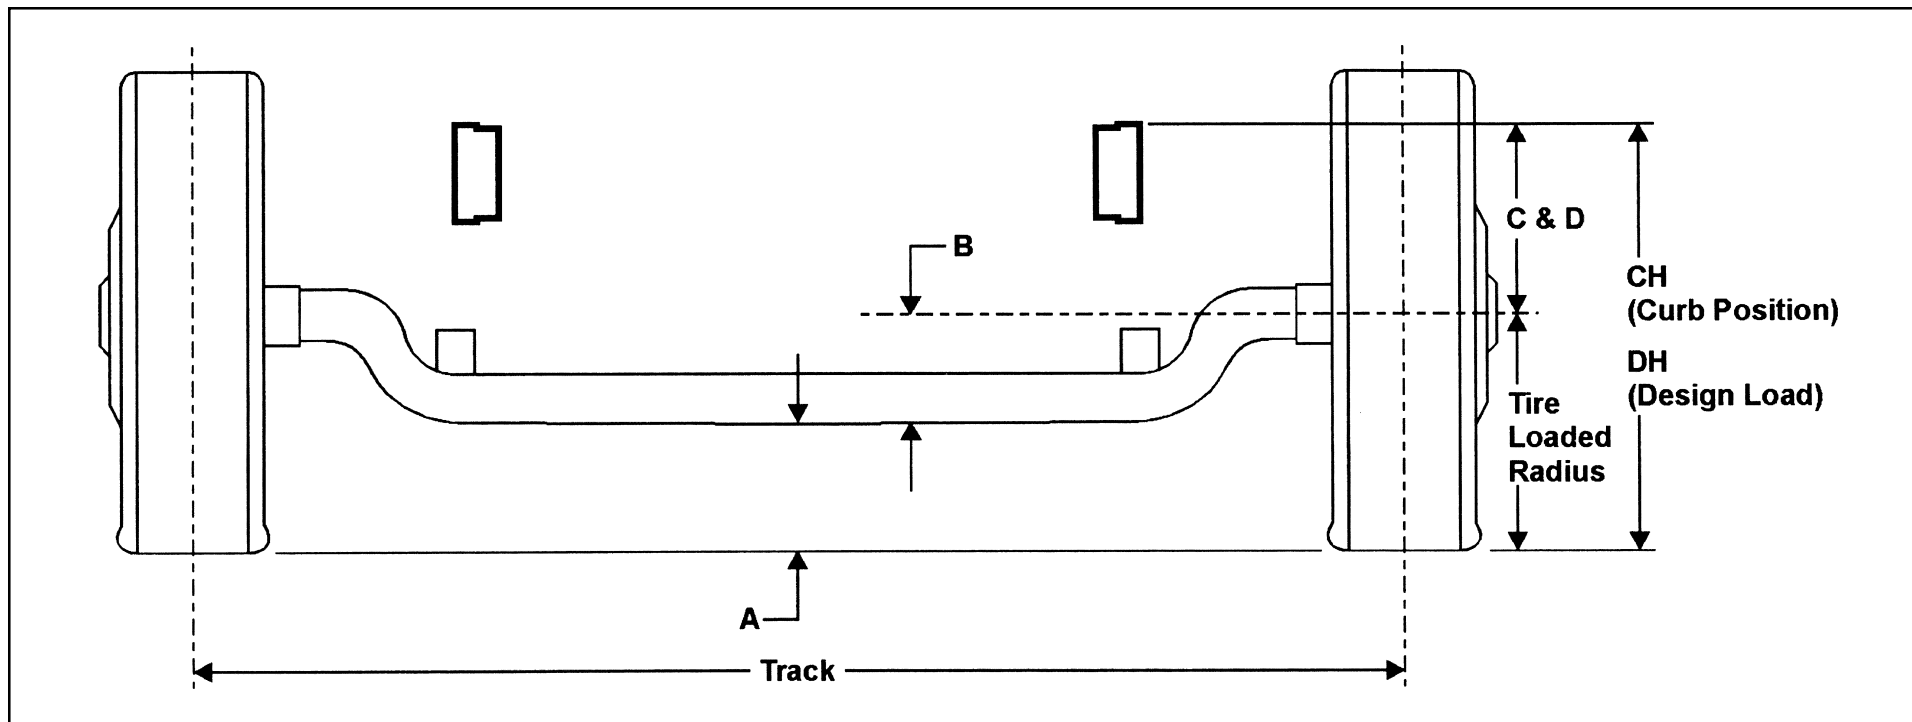 B
C & D
CH
(Curb Position)
DH
(Design Load)
Tire
Loaded
Radius
A
Track